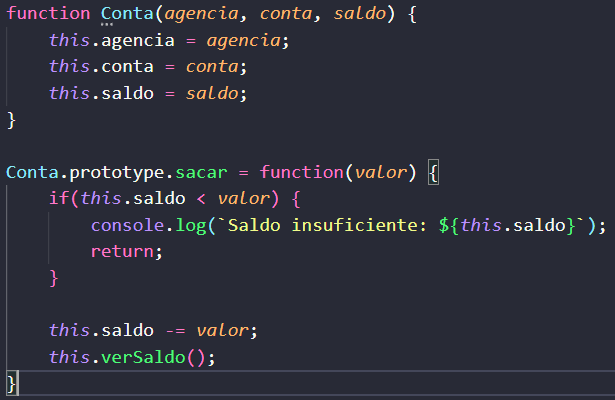 function Conta(agencia, conta, saldo) {
    this.agencia = agencia;
    this.conta = conta;
    this.saldo = saldo;
}

Conta.prototype.sacar = function(valor) {
    if(this.saldo < valor) {
        console.log(`Saldo insuficiente: ${this.saldo}`);
        return;
    }

    this.saldo -= valor;
    this.verSaldo();
}